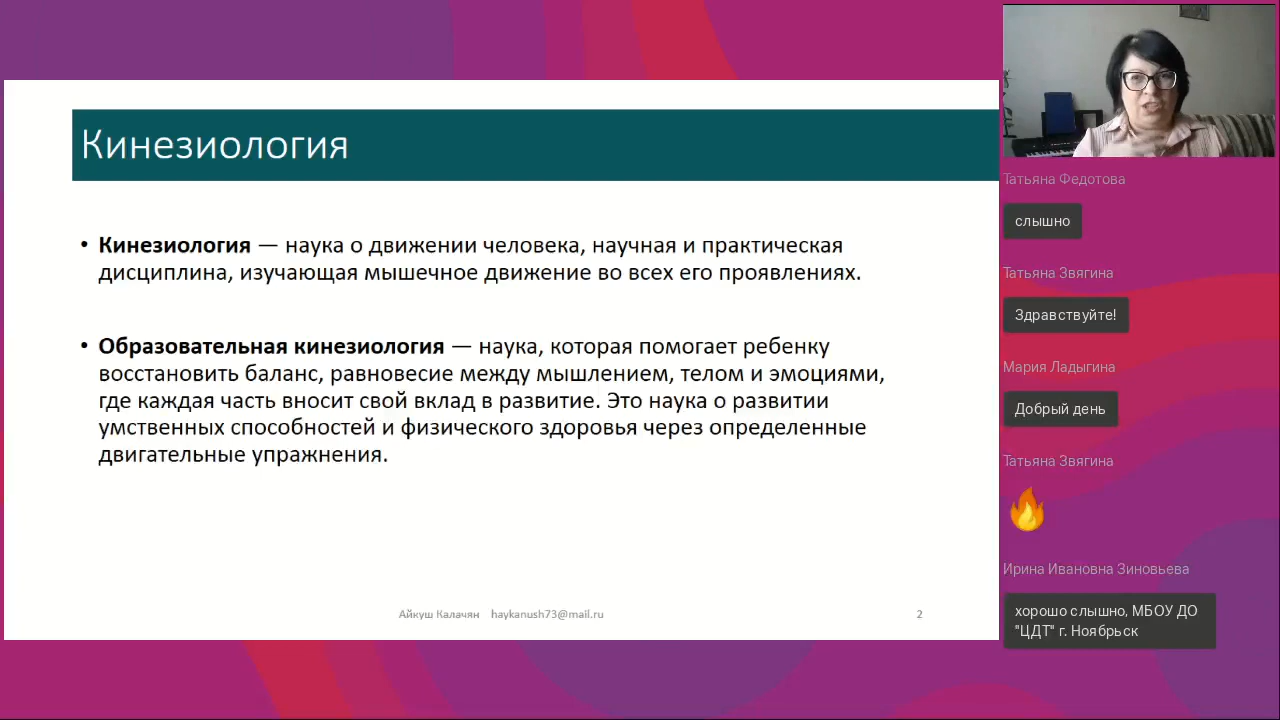 Кинезиология
• Кинезиология — наука о движении человека, научная и практическая
дисциплина, изучающая мышечное движение во всех его проявлениях.
• Образовательная кинезиология — наука, которая помогает ребенку
восстановить баланс, равновесие между мышлением, телом и эмоциями,
где каждая часть вносит свой вклад в развитие. Это наука о развитии
умственных способностей и физического здоровья через определенные
двигательные упражнения.
Айкуш Калачян haykanush73@mail.ru
2
Татьяна Федотова
слышно
Татьяна Звягина
Здравствуйте!
Мария Ладыгина
Добрый день
Татьяна Звягина
🔥
Ирина Ивановна Зиновьева
хорошо слышно, МБОУ ДО
"ЦДТ" г. Ноябрьск